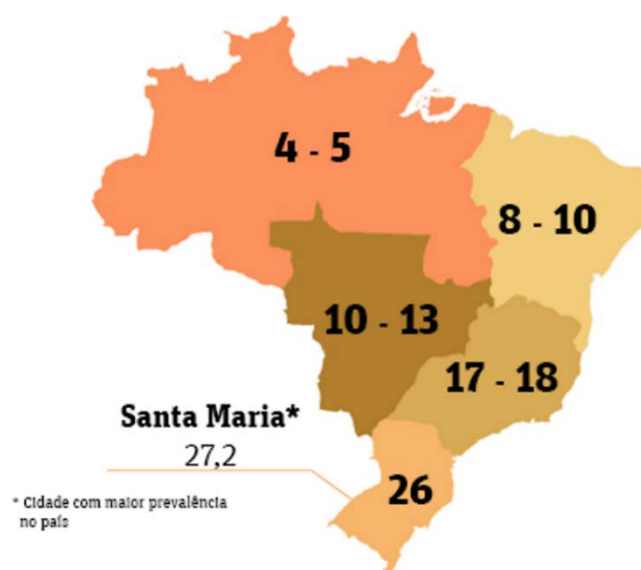 4 - 5
8 - 10
10 - 13
17 - 18
Santa Maria*
27,2
26
* Cidade com maior prevalência
no país